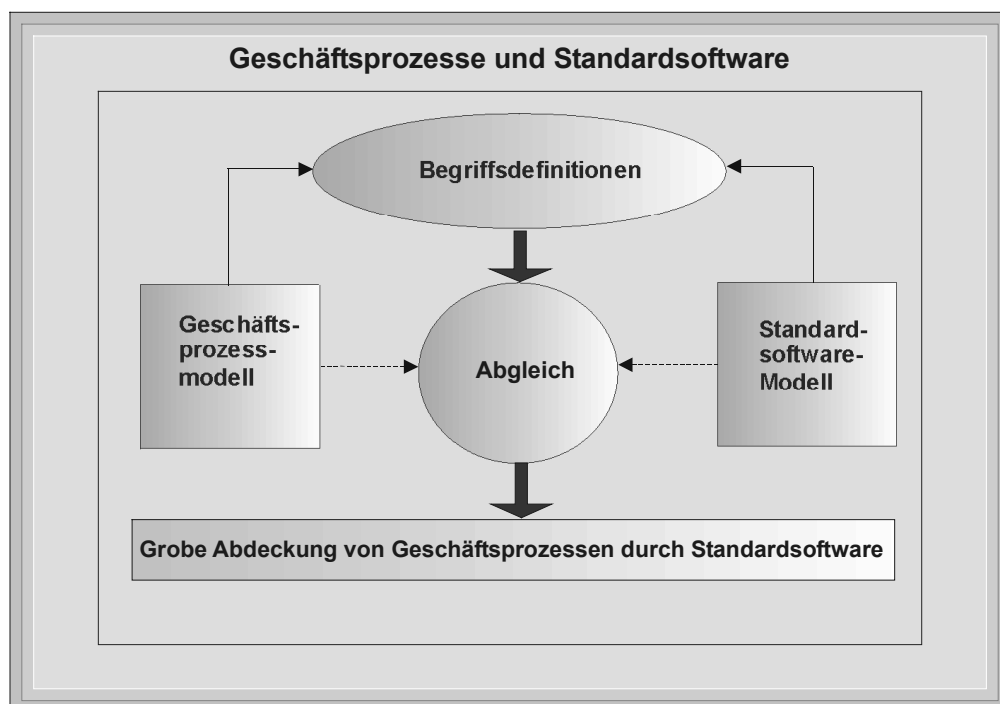 Geschäftsprozesse und Standardsoftware
Begriffsdefinitionen
Geschäfts-
prozess-
modell
Abgleich
Standard-
software-
Modell
Grobe Abdeckung von Geschäftsprozessen durch Standardsoftware